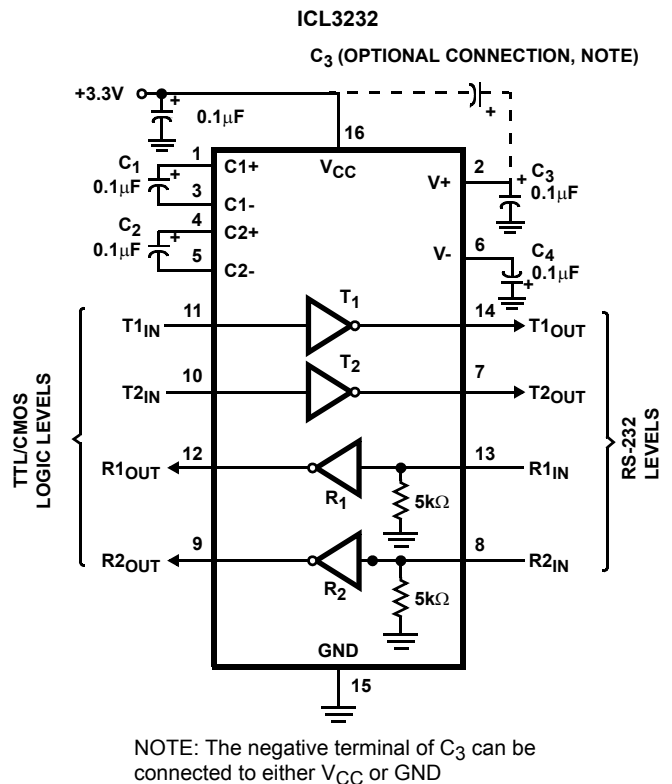 ICL3232
C3 (OPTIONAL CONNECTION, NOTE)
+3.3V
+
0.1μF
+
16
1
C1+
VCC
2
V+
C1
0.1μF
+
3
C1-
+
C3
0.1μF
4
C2+
C2
0.1μF
+
5
C2-
6
V-
C4
0.1μF
+
T1
11
14
T1IN
T1OUT
T2
10
7
T2IN
T2OUT
TTL/CMOS
LOGIC LEVELS
RS-232
LEVELS
12
13
R1OUT
R1IN
R1
5kΩ
9
8
R2OUT
R2IN
R2
5kΩ
GND
15
NOTE: The negative terminal of C3 can be
connected to either VCC or GND